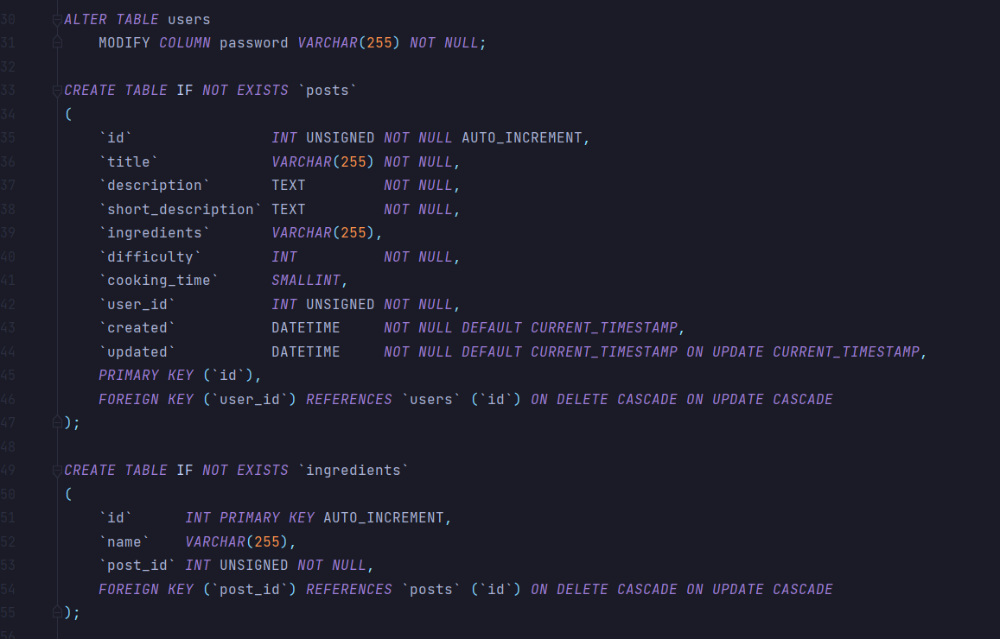 30 ALTER TABLE users
31     MODIFY COLUMN password VARCHAR(255) NOT NULL;
32
33 CREATE TABLE IF NOT EXISTS `posts`
34 (
35     `id`                INT UNSIGNED NOT NULL AUTO_INCREMENT,
36     `title`             VARCHAR(255) NOT NULL,
37     `description`       TEXT         NOT NULL,
38     `short_description` TEXT         NOT NULL,
39     `ingredients`       VARCHAR(255),
40     `difficulty`        INT          NOT NULL,
41     `cooking_time`      SMALLINT,
42     `user_id`           INT UNSIGNED NOT NULL,
43     `created`           DATETIME     NOT NULL DEFAULT CURRENT_TIMESTAMP,
44     `updated`           DATETIME     NOT NULL DEFAULT CURRENT_TIMESTAMP ON UPDATE CURRENT_TIMESTAMP,
45     PRIMARY KEY (`id`),
46     FOREIGN KEY (`user_id`) REFERENCES `users` (`id`) ON DELETE CASCADE ON UPDATE CASCADE
47 );
48
49 CREATE TABLE IF NOT EXISTS `ingredients`
50 (
51     `id`      INT PRIMARY KEY AUTO_INCREMENT,
52     `name`    VARCHAR(255),
53     `post_id` INT UNSIGNED NOT NULL,
54     FOREIGN KEY (`post_id`) REFERENCES `posts` (`id`) ON DELETE CASCADE ON UPDATE CASCADE
55 );
56